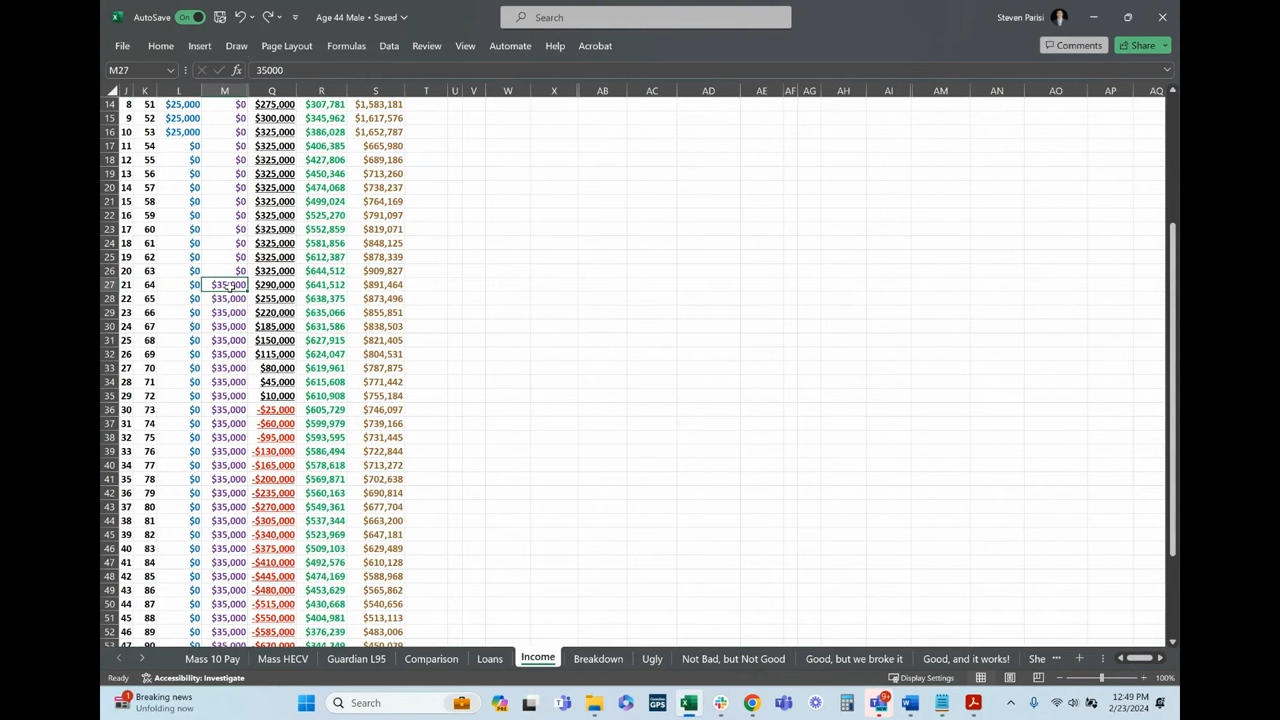 AutoSave On Age 44 Male • Saved Search Steven Parisi
File Home Insert Draw Page Layout Formulas Data Review View Automate Help Acrobat Comments Share
M27 fx 35000
J K L M Q R S T U V W X AB AC AD AE AF AG AH AI AM AN AO AP AQ
14 8 51 $25,000 $0 $275,000 $307,781 $1,583,181
15 9 52 $25,000 $0 $300,000 $345,962 $1,617,576
16 10 53 $25,000 $0 $325,000 $386,028 $1,652,787
17 11 54 $0 $0 $325,000 $406,385 $665,980
18 12 55 $0 $0 $325,000 $427,806 $689,186
19 13 56 $0 $0 $325,000 $450,346 $713,260
20 14 57 $0 $0 $325,000 $474,068 $738,237
21 15 58 $0 $0 $325,000 $499,024 $764,169
22 16 59 $0 $0 $325,000 $525,270 $791,097
23 17 60 $0 $0 $325,000 $552,859 $819,071
24 18 61 $0 $0 $325,000 $581,856 $848,125
25 19 62 $0 $0 $325,000 $612,387 $878,339
26 20 63 $0 $0 $325,000 $644,512 $909,827
27 21 64 $0 $35,000 $290,000 $641,512 $891,464
28 22 65 $0 $35,000 $255,000 $638,375 $873,496
29 23 66 $0 $35,000 $220,000 $635,066 $855,851
30 24 67 $0 $35,000 $185,000 $631,586 $838,503
31 25 68 $0 $35,000 $150,000 $627,915 $821,405
32 26 69 $0 $35,000 $115,000 $624,047 $804,531
33 27 70 $0 $35,000 $80,000 $619,961 $787,875
34 28 71 $0 $35,000 $45,000 $615,608 $771,442
35 29 72 $0 $35,000 $10,000 $610,908 $755,184
36 30 73 $0 $35,000 -$25,000 $605,729 $746,097
37 31 74 $0 $35,000 -$60,000 $599,979 $739,166
38 32 75 $0 $35,000 -$95,000 $593,595 $731,445
39 33 76 $0 $35,000 -$130,000 $586,494 $722,844
40 34 77 $0 $35,000 -$165,000 $578,618 $713,272
41 35 78 $0 $35,000 -$200,000 $569,871 $702,638
42 36 79 $0 $35,000 -$235,000 $560,163 $690,814
43 37 80 $0 $35,000 -$270,000 $549,361 $677,704
44 38 81 $0 $35,000 -$305,000 $537,344 $663,200
45 39 82 $0 $35,000 -$340,000 $523,969 $647,181
46 40 83 $0 $35,000 -$375,000 $509,103 $629,489
47 41 84 $0 $35,000 -$410,000 $492,576 $610,128
48 42 85 $0 $35,000 -$445,000 $474,169 $588,968
49 43 86 $0 $35,000 -$480,000 $453,629 $565,862
50 44 87 $0 $35,000 -$515,000 $430,668 $540,656
51 45 88 $0 $35,000 -$550,000 $404,981 $513,113
52 46 89 $0 $35,000 -$585,000 $376,239 $483,006
53 47 90 $0 $35,000 -$620,000 $344,249 $450,029
Mass 10 Pay Mass HECV Guardian L95 Comparison Loans Income Breakdown Ugly Not Bad, but Not Good Good, but we broke it Good, and it works! She ...
Ready Accessibility: Investigate Display Settings 100%
1 Breaking news Search GPS 9+ 12:49 PM
Unfolding now 2/23/2024